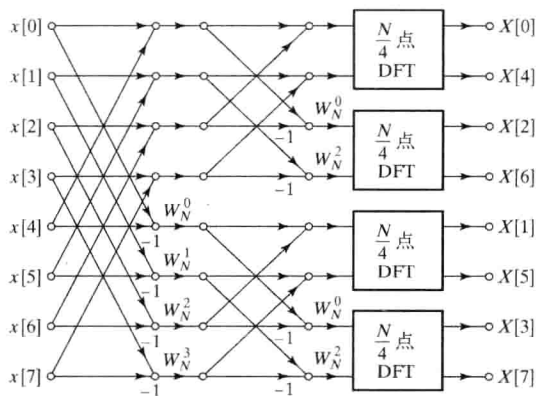 x[0] N/4 点 X[0]
x[1] DFT X[4]
W_N^0
x[2] -1 N/4 点 X[2]
W_N^2
x[3] -1 DFT X[6]
W_N^0
x[4] -1 N/4 点 X[1]
W_N^1
x[5] -1 DFT X[5]
W_N^2 W_N^0
x[6] -1 -1 N/4 点 X[3]
W_N^3 W_N^2
x[7] -1 -1 DFT X[7]